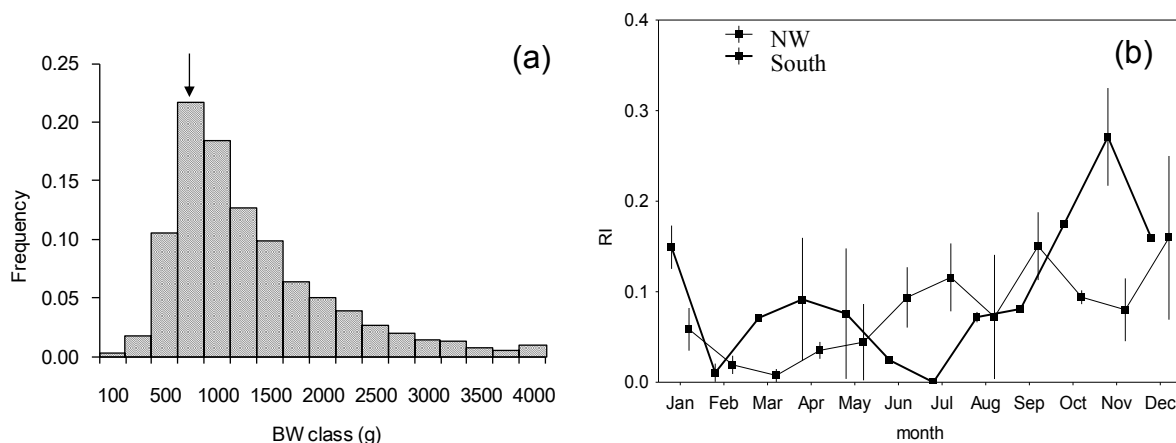 (a)
0.25
0.20
0.15
0.10
0.05
0.00
Frequency
100 500 1000 1500 2000 2500 3000 3500 4000
BW class (g)
(b)
NW
South
0.4
0.3
0.2
0.1
0.0
RI
Jan Feb Mar Apr May Jun Jul Aug Sep Oct Nov Dec
month